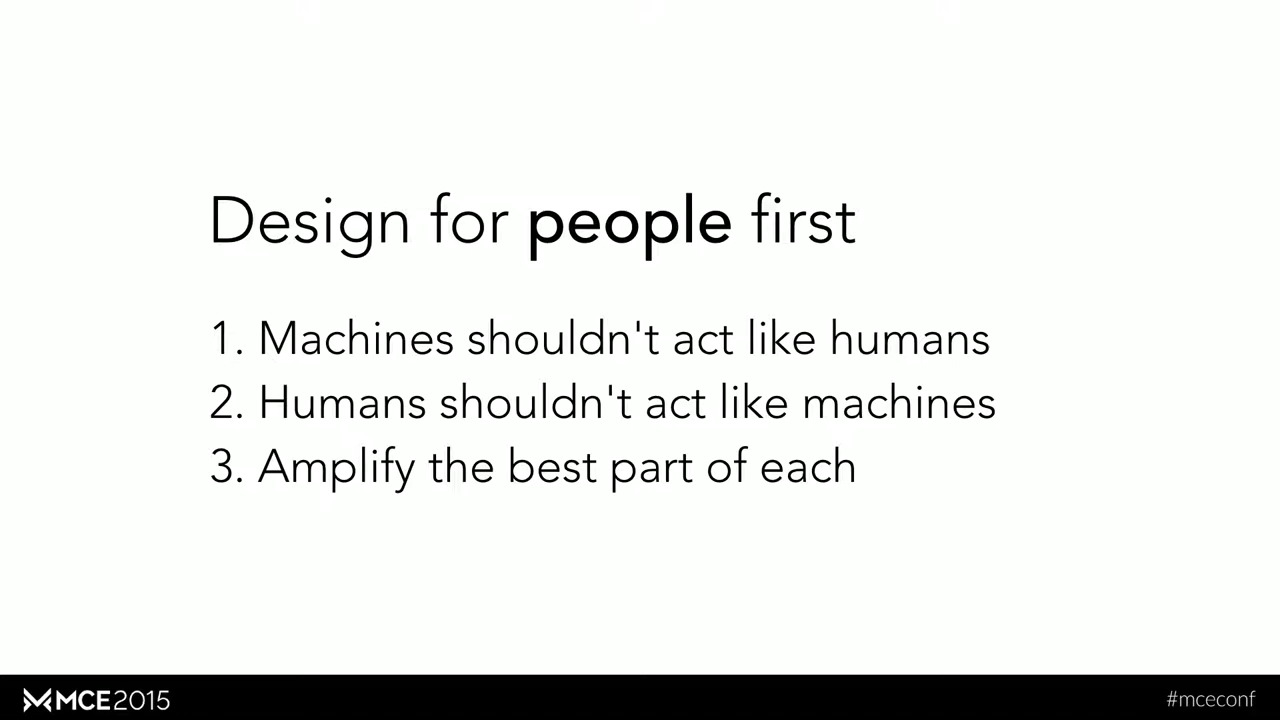 Design for people first
1. Machines shouldn't act like humans
2. Humans shouldn't act like machines
3. Amplify the best part of each
MCE2015
#mceconf